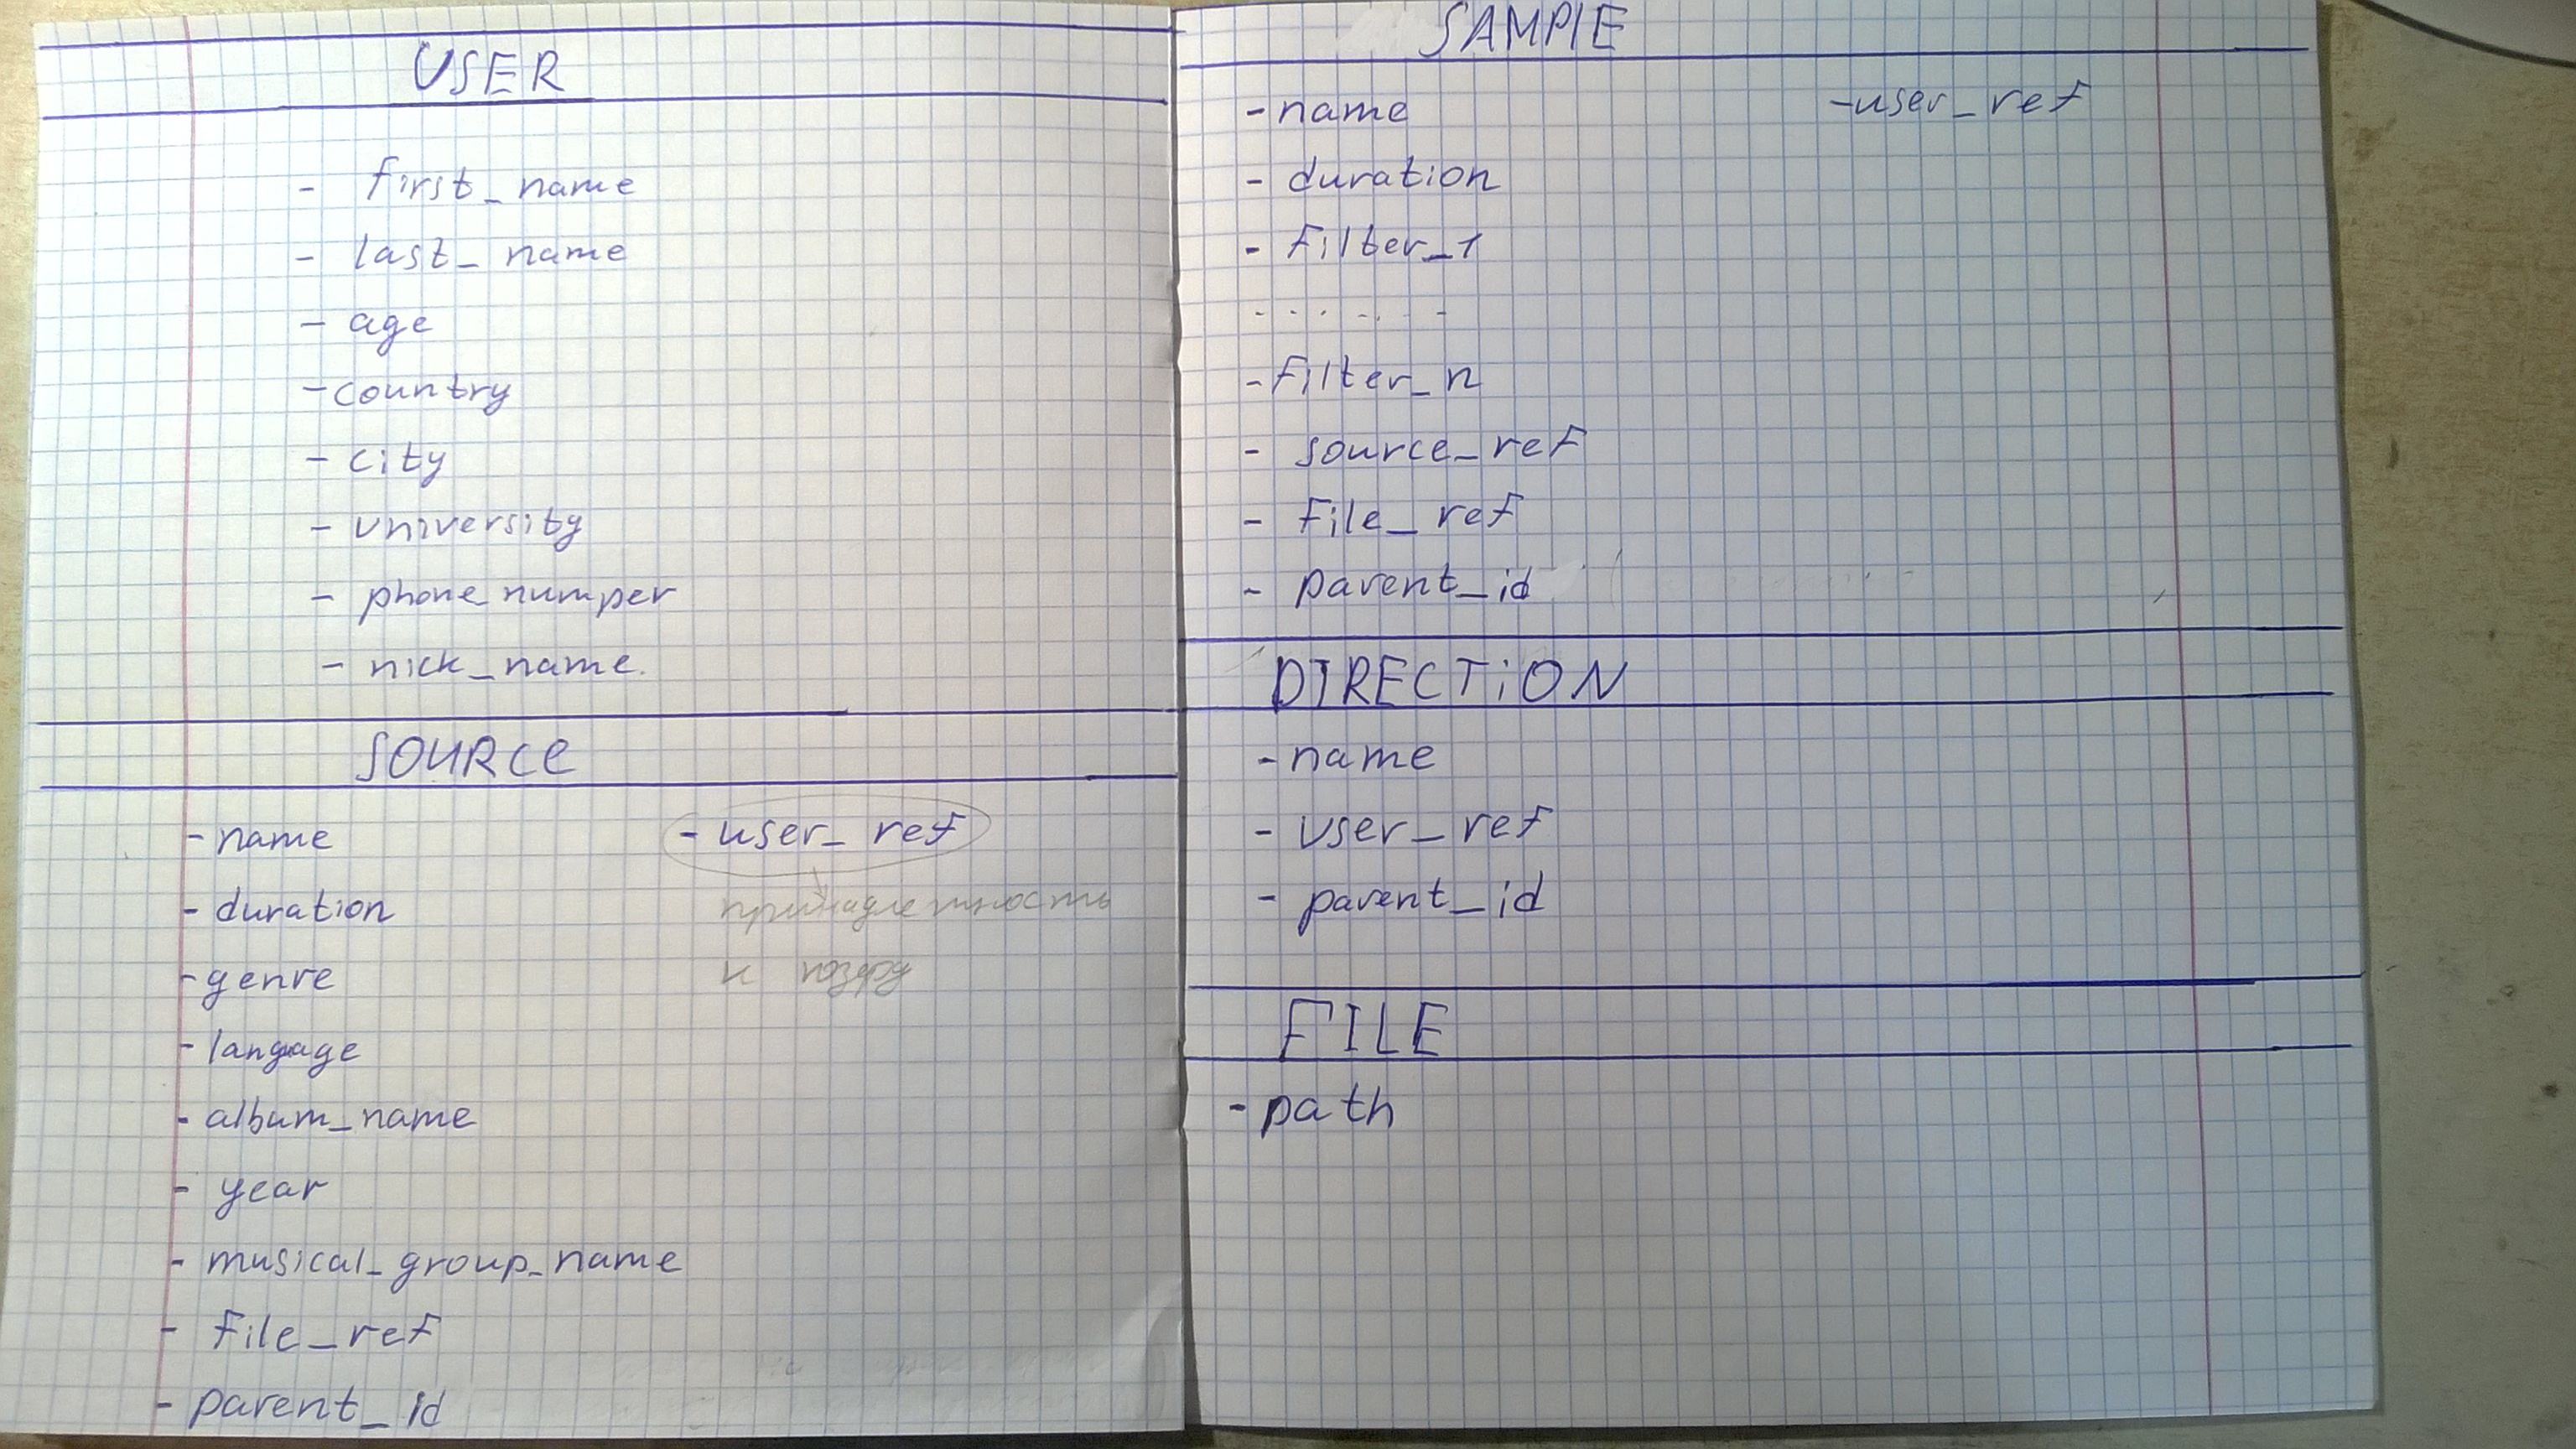 USER
- first_name
- last_name
- age
- country
- city
- university
- phone numper
- nick_name.
SOURCE
- name
- duration
- genre
- langage
- album_name
- year
- musical_group_name
- File_ref
- parent_id
- user_ref
принадлежность
к юзеру
SAMPlE
- name
- duration
- Filter_1
. . . . . . .
- Filter_n
- source_ref
- File_ref
- parent_id
- user_ref
DIRECTiON
- name
- user_ref
- parent_id
FILE
- path